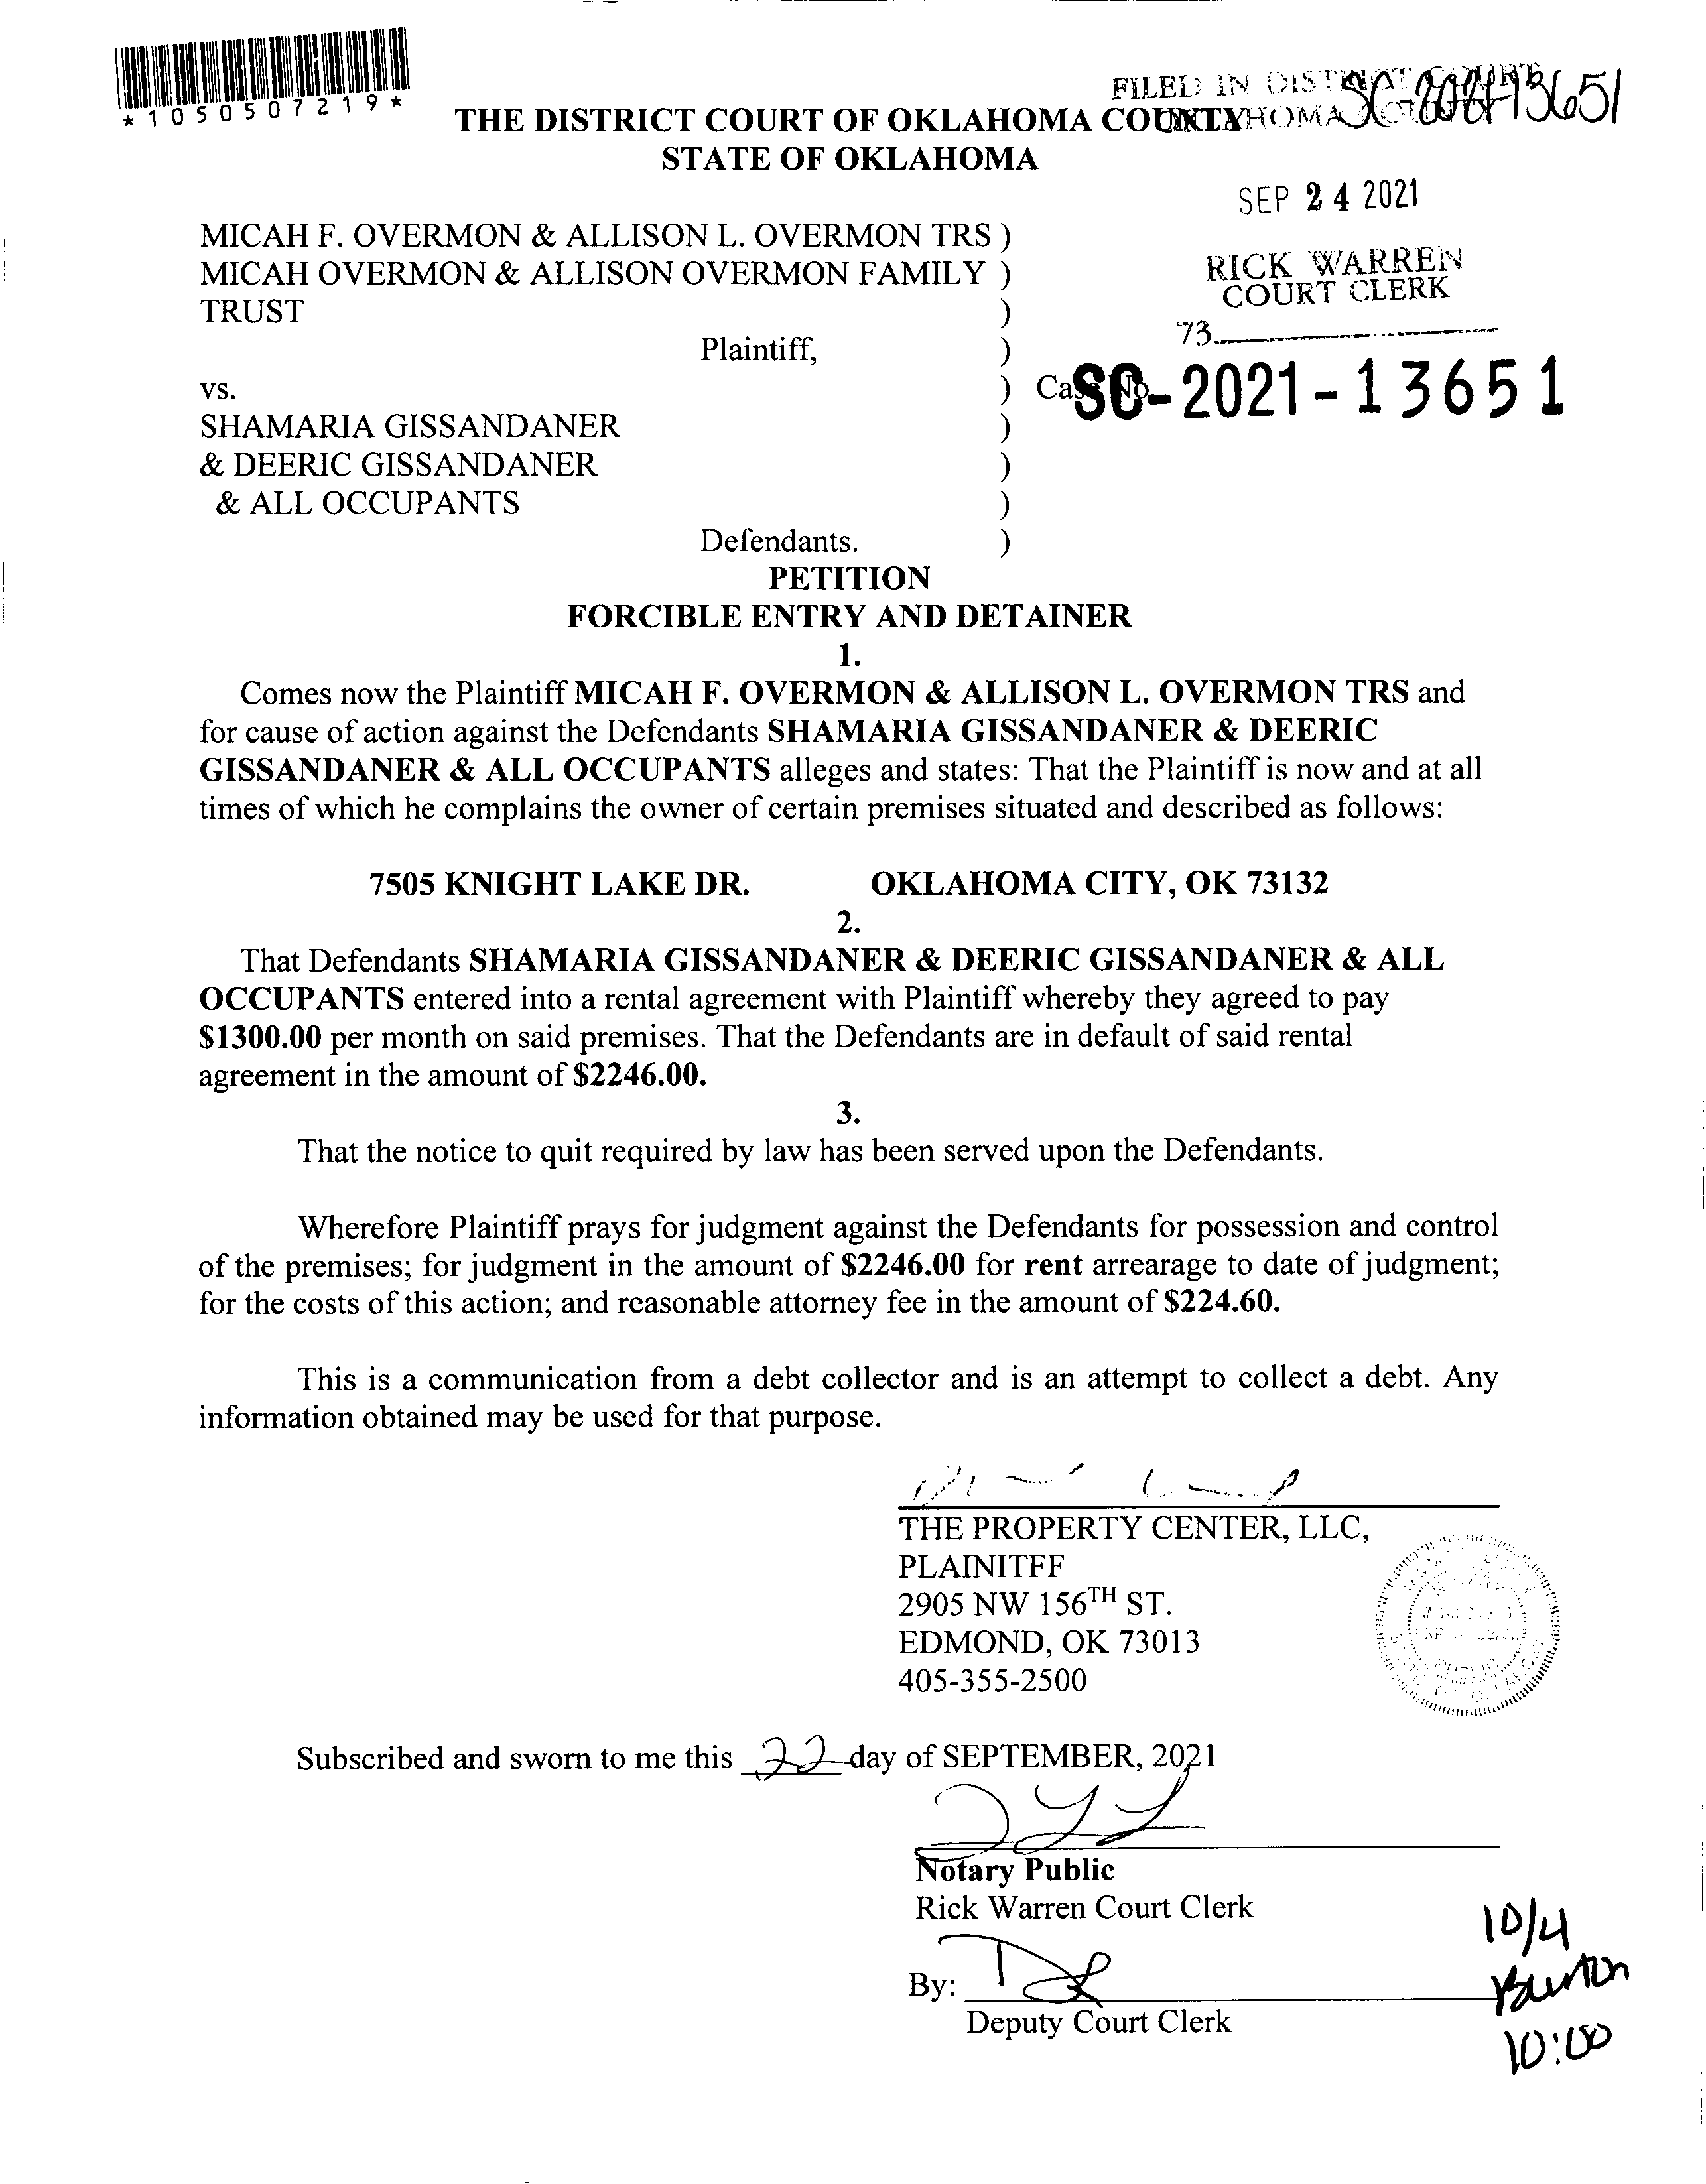 *1050507219*
FILED IN DISTRICT COURT
SC-2021-13651
THE DISTRICT COURT OF OKLAHOMA COUNTY
STATE OF OKLAHOMA
SEP 24 2021
MICAH F. OVERMON & ALLISON L. OVERMON TRS )
MICAH OVERMON & ALLISON OVERMON FAMILY )
TRUST )
RICK WARREN
COURT CLERK
73
Plaintiff, )
vs. ) Case No. SC-2021-13651
SHAMARIA GISSANDANER )
& DEERIC GISSANDANER )
& ALL OCCUPANTS )
Defendants. )
PETITION
FORCIBLE ENTRY AND DETAINER
1.
Comes now the Plaintiff MICAH F. OVERMON & ALLISON L. OVERMON TRS and
for cause of action against the Defendants SHAMARIA GISSANDANER & DEERIC
GISSANDANER & ALL OCCUPANTS alleges and states: That the Plaintiff is now and at all
times of which he complains the owner of certain premises situated and described as follows:
7505 KNIGHT LAKE DR. OKLAHOMA CITY, OK 73132
2.
That Defendants SHAMARIA GISSANDANER & DEERIC GISSANDANER & ALL
OCCUPANTS entered into a rental agreement with Plaintiff whereby they agreed to pay
$1300.00 per month on said premises. That the Defendants are in default of said rental
agreement in the amount of $2246.00.
3.
That the notice to quit required by law has been served upon the Defendants.
Wherefore Plaintiff prays for judgment against the Defendants for possession and control
of the premises; for judgment in the amount of $2246.00 for rent arrearage to date of judgment;
for the costs of this action; and reasonable attorney fee in the amount of $224.60.
This is a communication from a debt collector and is an attempt to collect a debt. Any
information obtained may be used for that purpose.
THE PROPERTY CENTER, LLC,
PLAINITFF
2905 NW 156TH ST.
EDMOND, OK 73013
405-355-2500
Subscribed and sworn to me this 22 day of SEPTEMBER, 2021
Notary Public
Rick Warren Court Clerk
By:
Deputy Court Clerk
10/4
Burton
10:00